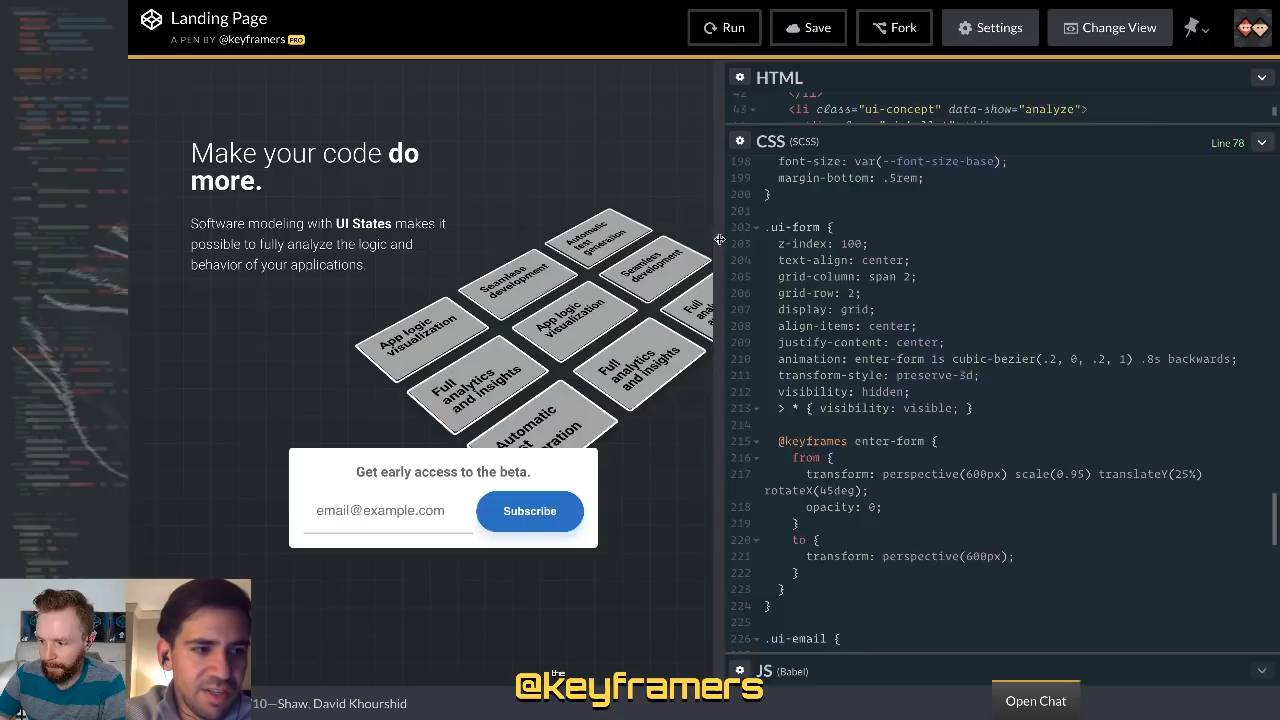 Landing Page
A PEN BY @keyframers PRO
Run
Save
Fork
Settings
Change View
Make your code do
more.
Software modeling with UI States makes it
possible to fully analyze the logic and
behavior of your applications.
Automatic
test
generation
Seamless
development
Seamless
development
App logic
visualization
App logic
visualization
Full
Full
analytics
and insights
Full
analytics
and insights
Automatic
Get early access to the beta.
email@example.com
Subscribe
HTML
42 </li>
43 <li class="ui-concept" data-show="analyze">
CSS (SCSS)
Line 78
198 font-size: var(--font-size-base);
199 margin-bottom: .5rem;
200 }
201
202 .ui-form {
203 z-index: 100;
204 text-align: center;
205 grid-column: span 2;
206 grid-row: 2;
207 display: grid;
208 align-items: center;
209 justify-content: center;
210 animation: enter-form 1s cubic-bezier(.2, 0, .2, 1) .8s backwards;
211 transform-style: preserve-3d;
212 visibility: hidden;
213 > * { visibility: visible; }
214
215 @keyframes enter-form {
216 from {
217 transform: perspective(600px) scale(0.95) translateY(25%)
rotateX(45deg);
218 opacity: 0;
219 }
220 to {
221 transform: perspective(600px);
222 }
223 }
224 }
225
226 .ui-email {
JS (Babel)
the
@keyframers
10—Shaw, David Khourshid
Open Chat